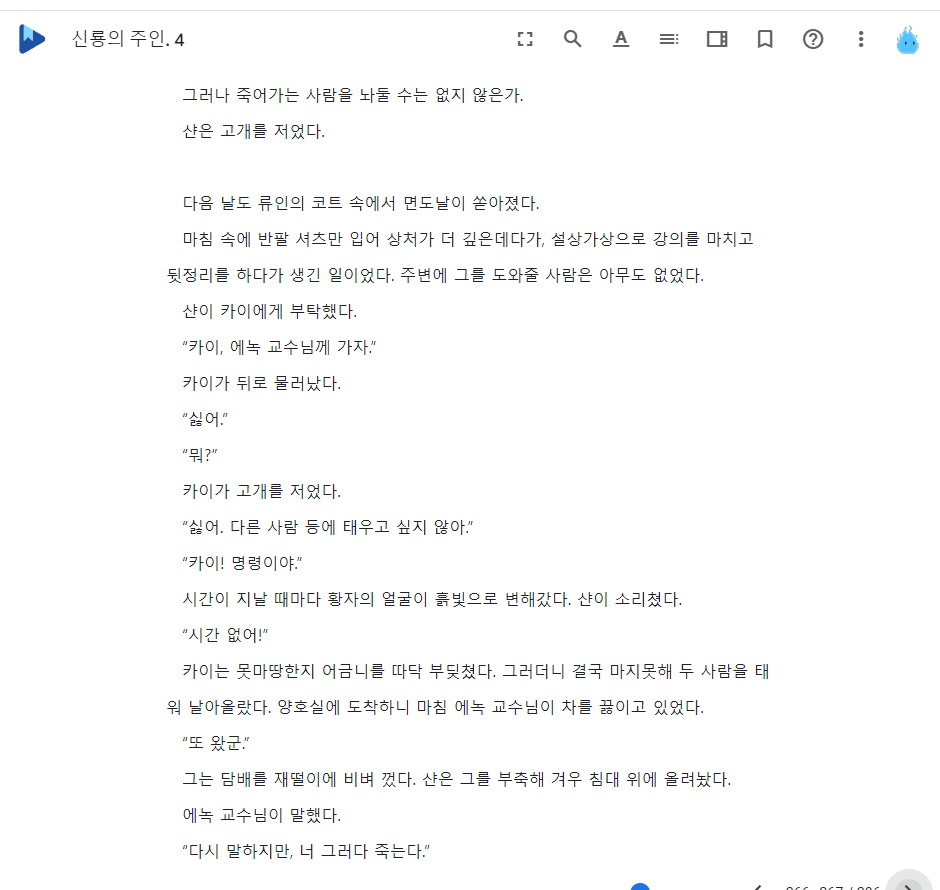 신룡의 주인. 4
그러나 죽어가는 사람을 놔둘 수는 없지 않은가.
샨은 고개를 저었다.
다음 날도 류인의 코트 속에서 면도날이 쏟아졌다.
마침 속에 반팔 셔츠만 입어 상처가 더 깊은데다가, 설상가상으로 강의를 마치고
뒷정리를 하다가 생긴 일이었다. 주변에 그를 도와줄 사람은 아무도 없었다.
샨이 카이에게 부탁했다.
“카이, 에녹 교수님께 가자.”
카이가 뒤로 물러났다.
“싫어.”
“뭐?”
카이가 고개를 저었다.
“싫어. 다른 사람 등에 태우고 싶지 않아.”
“카이! 명령이야.”
시간이 지날 때마다 황자의 얼굴이 흙빛으로 변해갔다. 샨이 소리쳤다.
“시간 없어!”
카이는 못마땅한지 어금니를 따닥 부딪쳤다. 그러더니 결국 마지못해 두 사람을 태
워 날아올랐다. 양호실에 도착하니 마침 에녹 교수님이 차를 끓이고 있었다.
“또 왔군.”
그는 담배를 재떨이에 비벼 껐다. 샨은 그를 부축해 겨우 침대 위에 올려놨다.
에녹 교수님이 말했다.
“다시 말하지만, 너 그러다 죽는다.”